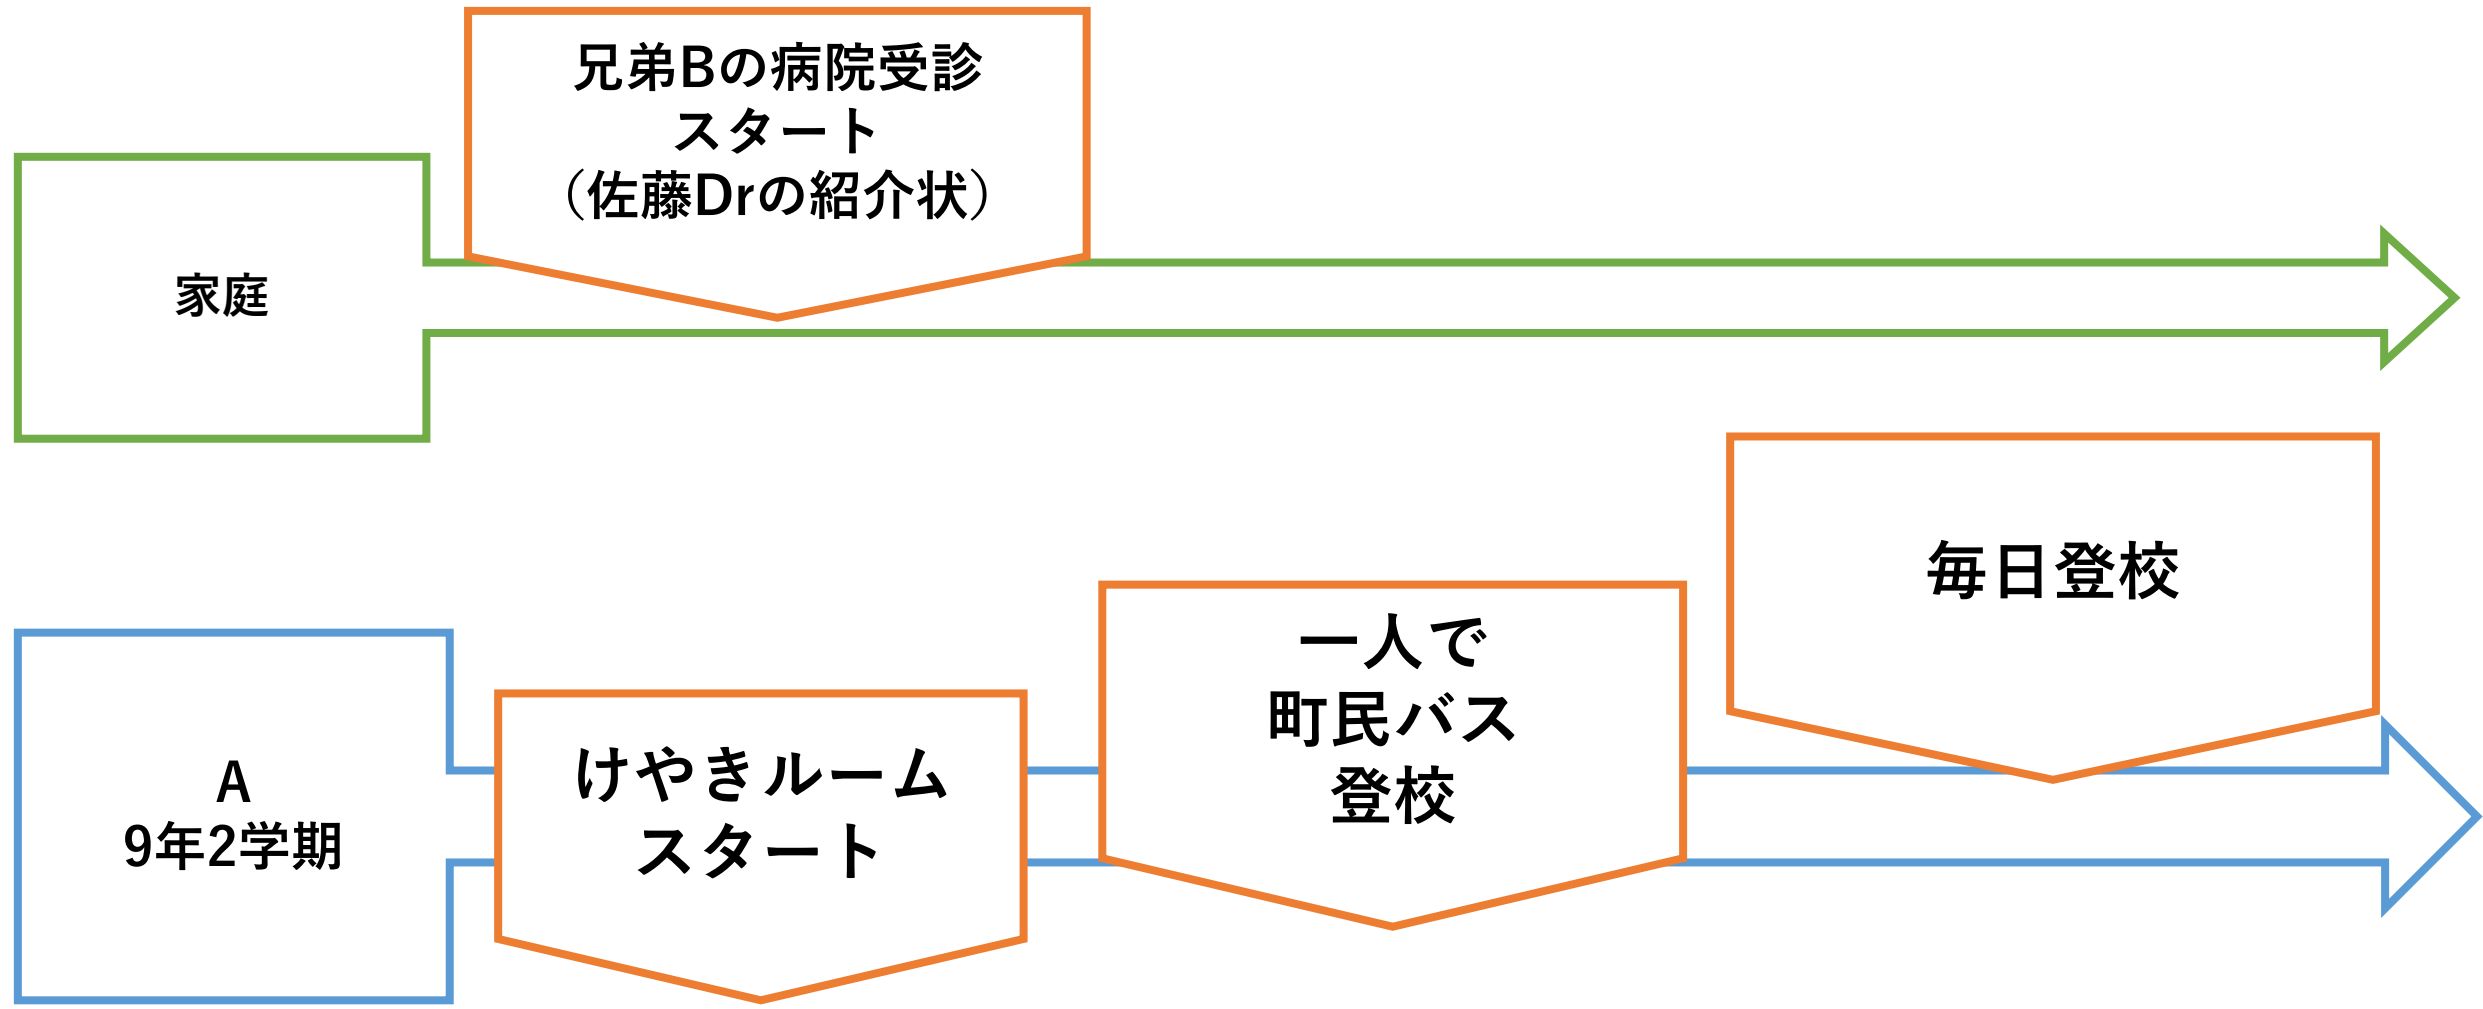 兄弟Bの病院受診
スタート
（佐藤Drの紹介状）
家庭
毎日登校
一人で
町民バス
登校
けやきルーム
スタート
A
9年2学期